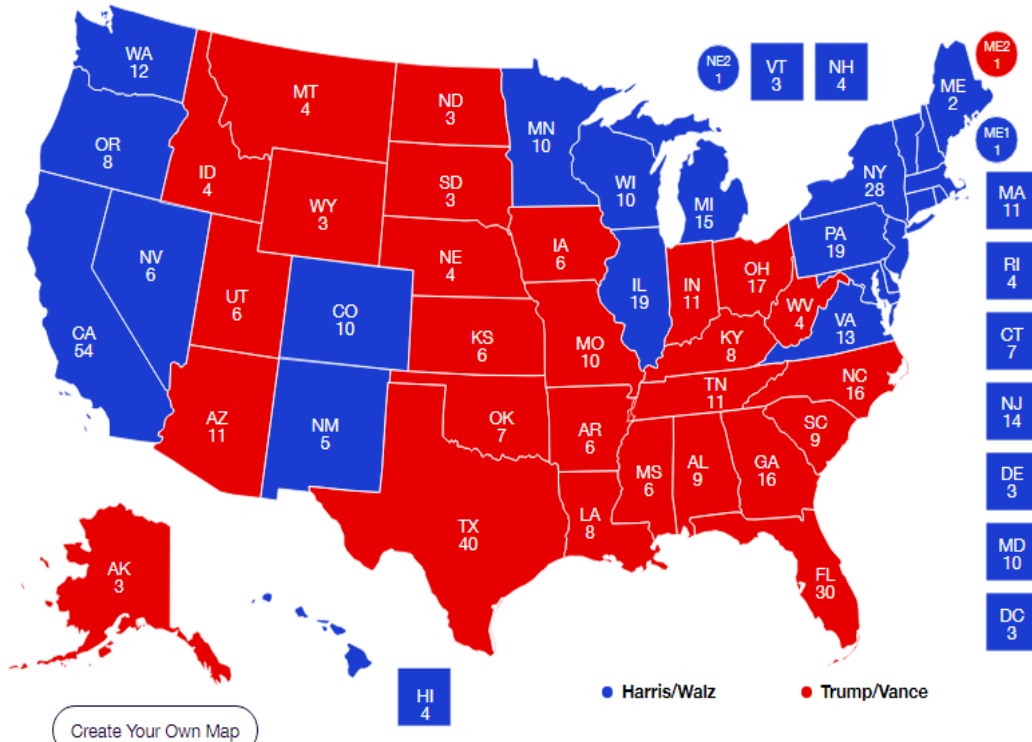 WA
12
MT
4
ND
3
MN
10
NE2
1
VT
3
NH
4
ME2
1
ME
2
ME1
1
OR
8
ID
4
WY
3
SD
3
WI
10
MI
15
NY
28
MA
11
NV
6
UT
6
CO
10
NE
4
IA
6
IL
19
IN
11
OH
17
PA
19
WV
4
VA
13
RI
4
CA
54
KS
6
MO
10
KY
8
CT
7
AZ
11
NM
5
OK
7
AR
6
TN
11
NC
16
SC
9
NJ
14
TX
40
LA
8
MS
6
AL
9
GA
16
DE
3
AK
3
FL
30
MD
10
DC
3
HI
4
Harris/Walz
Trump/Vance
Create Your Own Map